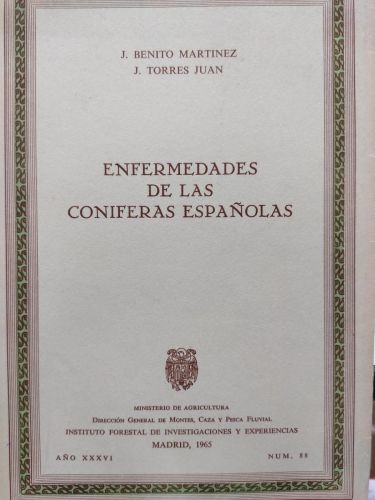 J. BENITO MARTINEZ
J. TORRES JUAN
ENFERMEDADES
DE LAS
CONIFERAS ESPAÑOLAS
MINISTERIO DE AGRICULTURA
DIRECCIÓN GENERAL DE MONTES, CAZA Y PESCA FLUVIAL
INSTITUTO FORESTAL DE INVESTIGACIONES Y EXPERIENCIAS
MADRID, 1965
AÑO XXXVI NUM. 88